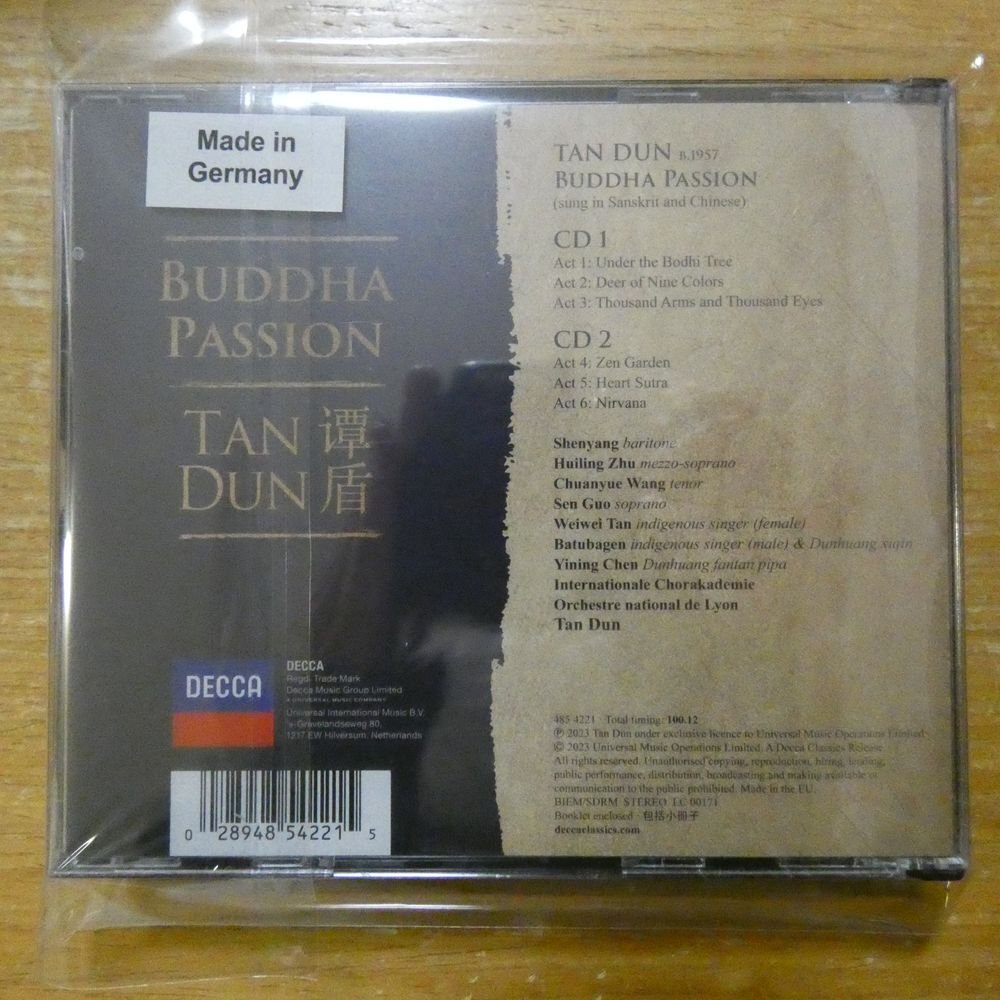 Made in
Germany
BUDDHA
PASSION
TAN 谭
DUN 盾
TAN DUN B.1957
BUDDHA PASSION
(sung in Sanskrit and Chinese)
CD 1
Act 1: Under the Bodhi Tree
Act 2: Deer of Nine Colors
Act 3: Thousand Arms and Thousand Eyes
CD 2
Act 4: Zen Garden
Act 5: Heart Sutra
Act 6: Nirvana
Shenyang baritone
Huiling Zhu mezzo-soprano
Chuanyue Wang tenor
Sen Guo soprano
Weiwei Tan indigenous singer (female)
Batubagen indigenous singer (male) & Dunhuang xiqin
Yining Chen Dunhuang fantan pipa
Internationale Chorakademie
Orchestre national de Lyon
Tan Dun
DECCA
DECCA
Regd. Trade Mark
Decca Music Group Limited
A UNIVERSAL MUSIC COMPANY
Universal International Music B.V.
's-Gravelandseweg 80,
1217 EW Hilversum, Netherlands
0 28948 54221 5
485 4221 Total timing: 100.12
℗ 2023 Tan Dun under exclusive licence to Universal Music Operations Limited
© 2023 Universal Music Operations Limited. A Decca Classics Release
All rights reserved. Unauthorised copying, reproduction, hiring, lending,
public performance, distribution, broadcasting and making available or
communication to the public prohibited. Made in the EU.
BIEM/SDRM STEREO LC 00171
Booklet enclosed · 包括小册子
deccaclassics.com